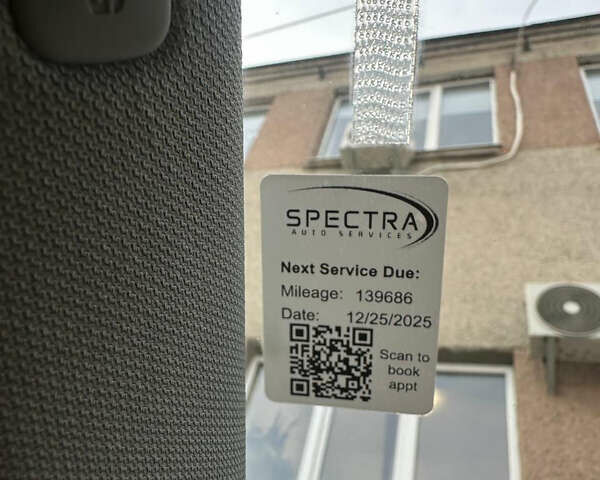 SPECTRA
AUTO SERVICES
Next Service Due:
Mileage: 139686
Date: 12/25/2025
Scan to
book
appt